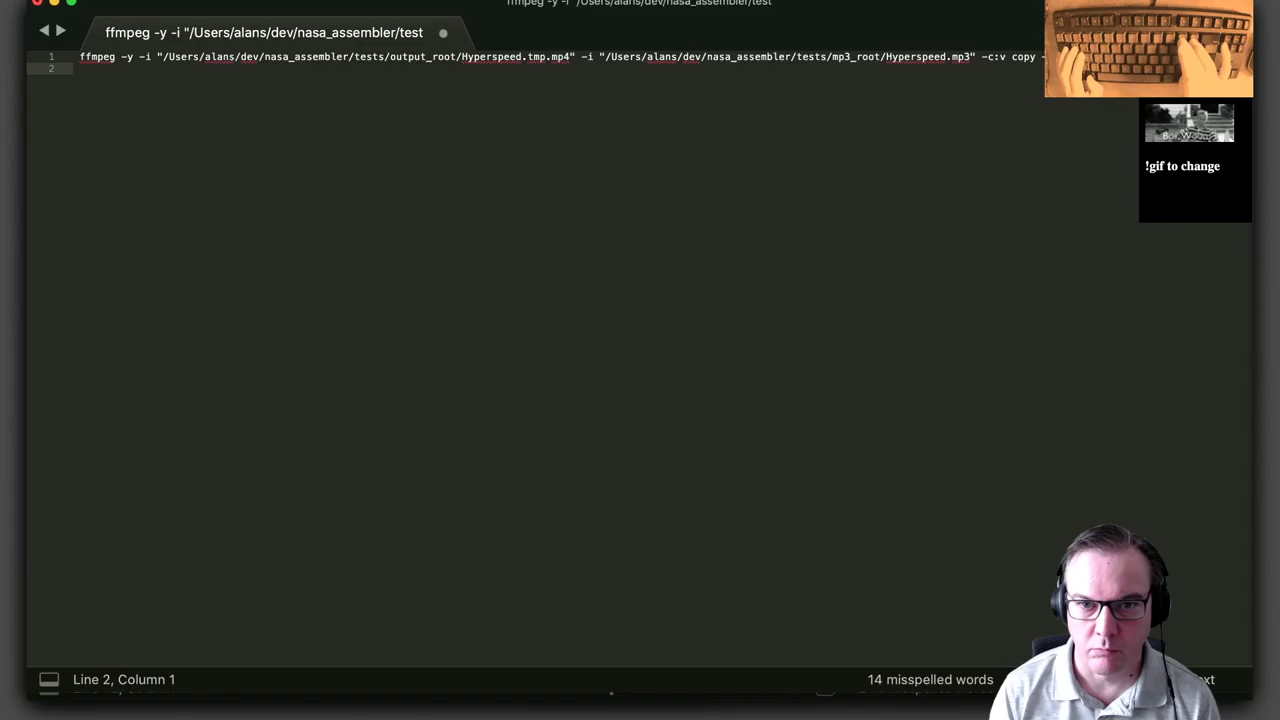 ffmpeg -y -i "/Users/alans/dev/nasa_assembler/test
ffmpeg -y -i "/Users/alans/dev/nasa_assembler/test
1 ffmpeg -y -i "/Users/alans/dev/nasa_assembler/tests/output_root/Hyperspeed.tmp.mp4" -i "/Users/alans/dev/nasa_assembler/tests/mp3_root/Hyperspeed.mp3" -c:v copy -
2
!gif to change
Line 2, Column 1
14 misspelled words